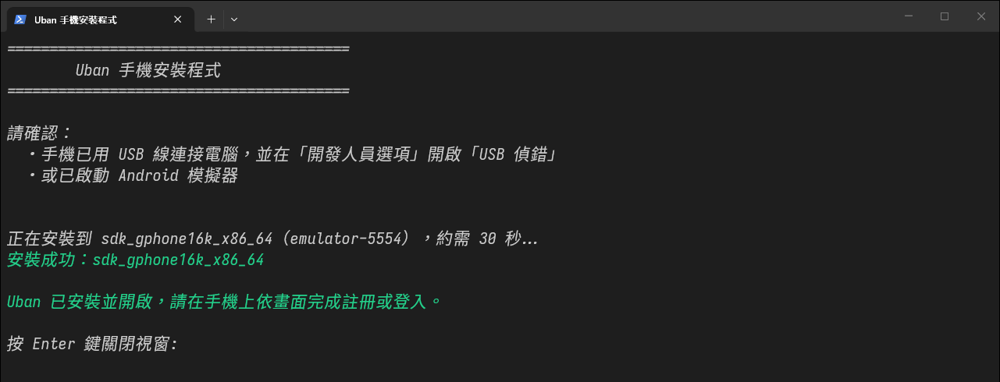 Uban 手機安裝程式
========================================
Uban 手機安裝程式
========================================
請確認：
・手機已用 USB 線連接電腦，並在「開發人員選項」開啟「USB 偵錯」
・或已啟動 Android 模擬器
正在安裝到 sdk_gphone16k_x86_64（emulator-5554），約需 30 秒...
安裝成功：sdk_gphone16k_x86_64
Uban 已安裝並開啟，請在手機上依畫面完成註冊或登入。
按 Enter 鍵關閉視窗: